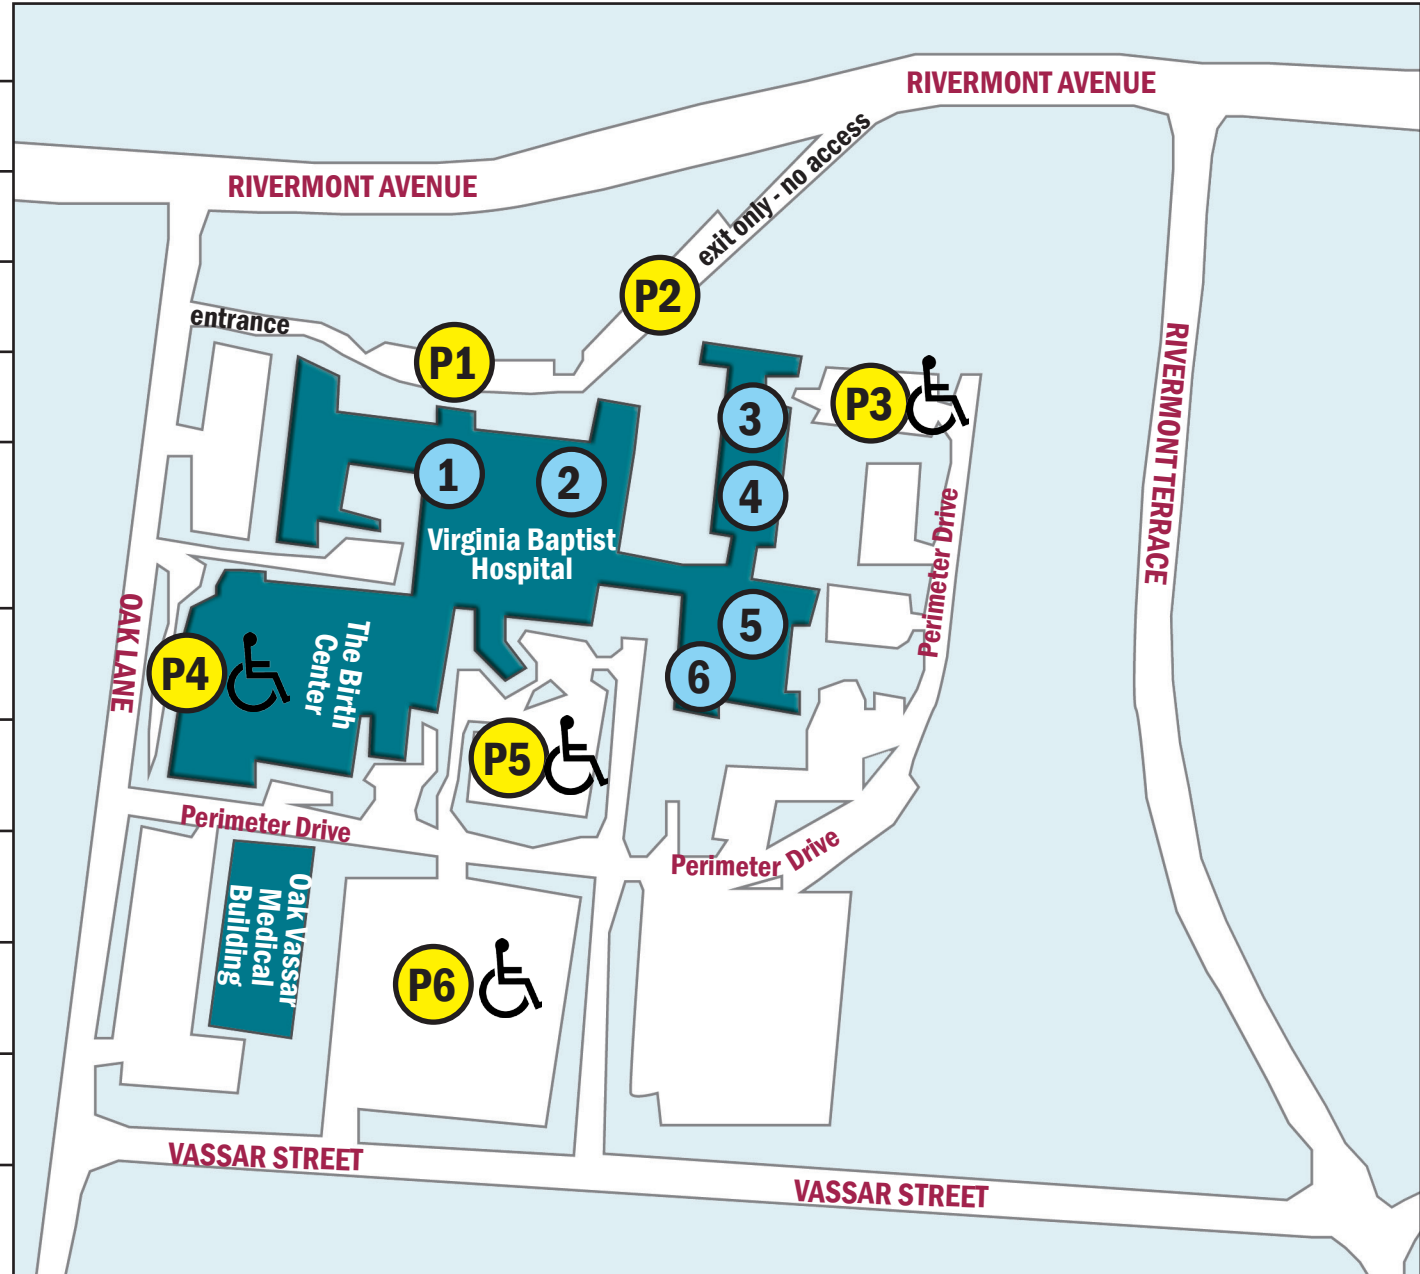 RIVERMONT AVENUE
RIVERMONT AVENUE
exit only - no access
P2
entrance
P1
P3
RIVERMONT TERRACE
1
2
3
4
Virginia Baptist
Hospital
Perimeter Drive
5
6
OAK LANE
P4
The Birth
Center
P5
Perimeter Drive
Perimeter Drive
Perimeter Drive
Oak Vassar
Medical
Building
P6
VASSAR STREET
VASSAR STREET